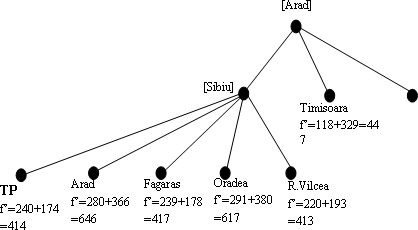 [Arad]
[Sibiu]
Timisoara
f’=118+329=44
7
TP
f’=240+174
=414
Arad
f’=280+366
=646
Fagaras
f’=239+178
=417
Oradea
f’=291+380
=617
R.Vilcea
f’=220+193
=413